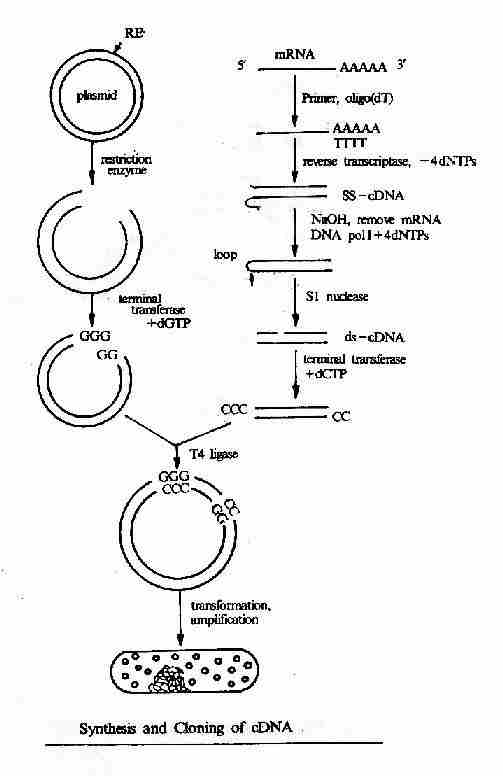 RE
plasmid
restriction
enzyme
terminal
transferase
+dGTP
GGG
GG
mRNA
5' AAAAA 3'
Primer, oligo(dT)
AAAAA
TTTT
reverse transcriptase, -4dNTPs
SS-cDNA
NaOH, remove mRNA
DNA polI+4dNTPs
loop
S1 nuclease
ds-cDNA
terminal transferase
+dCTP
CCC
CC
T4 ligase
GGG
CCC
GG
CC
transformation,
amplification
Synthesis and Cloning of cDNA